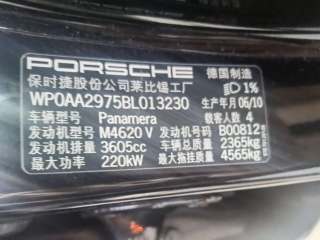 PORSCHE 德国制造
保时捷股份公司莱比锡工厂 1%
WP0AA2975BL013230 生产年月 06/10
车辆型号 Panamera 载客人数 4
发动机型号 M4620 V 发动机号码 B00812
发动机排量 3605cc 最大总质量 2365kg
最大功率 220kW 最大拖挂质量 4565kg